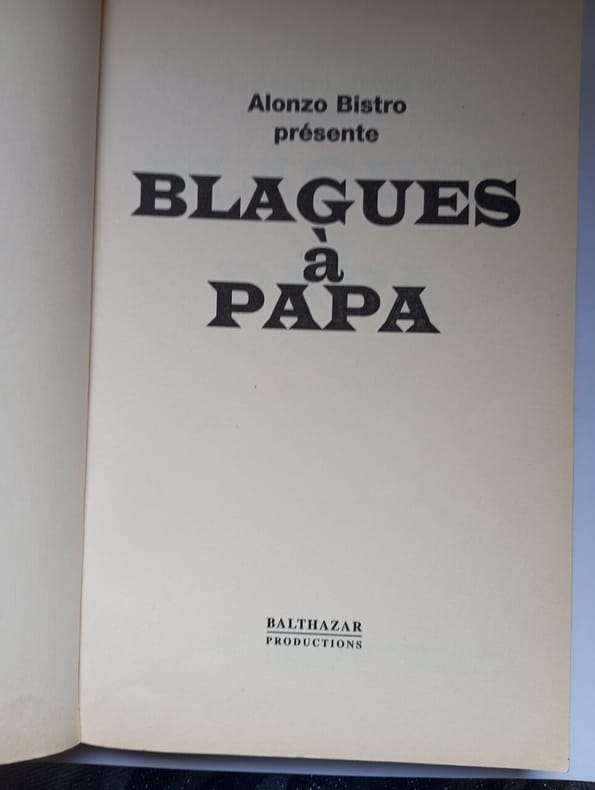 Alonzo Bistro
présente
BLAGUES
à
PAPA
BALTHAZAR
PRODUCTIONS